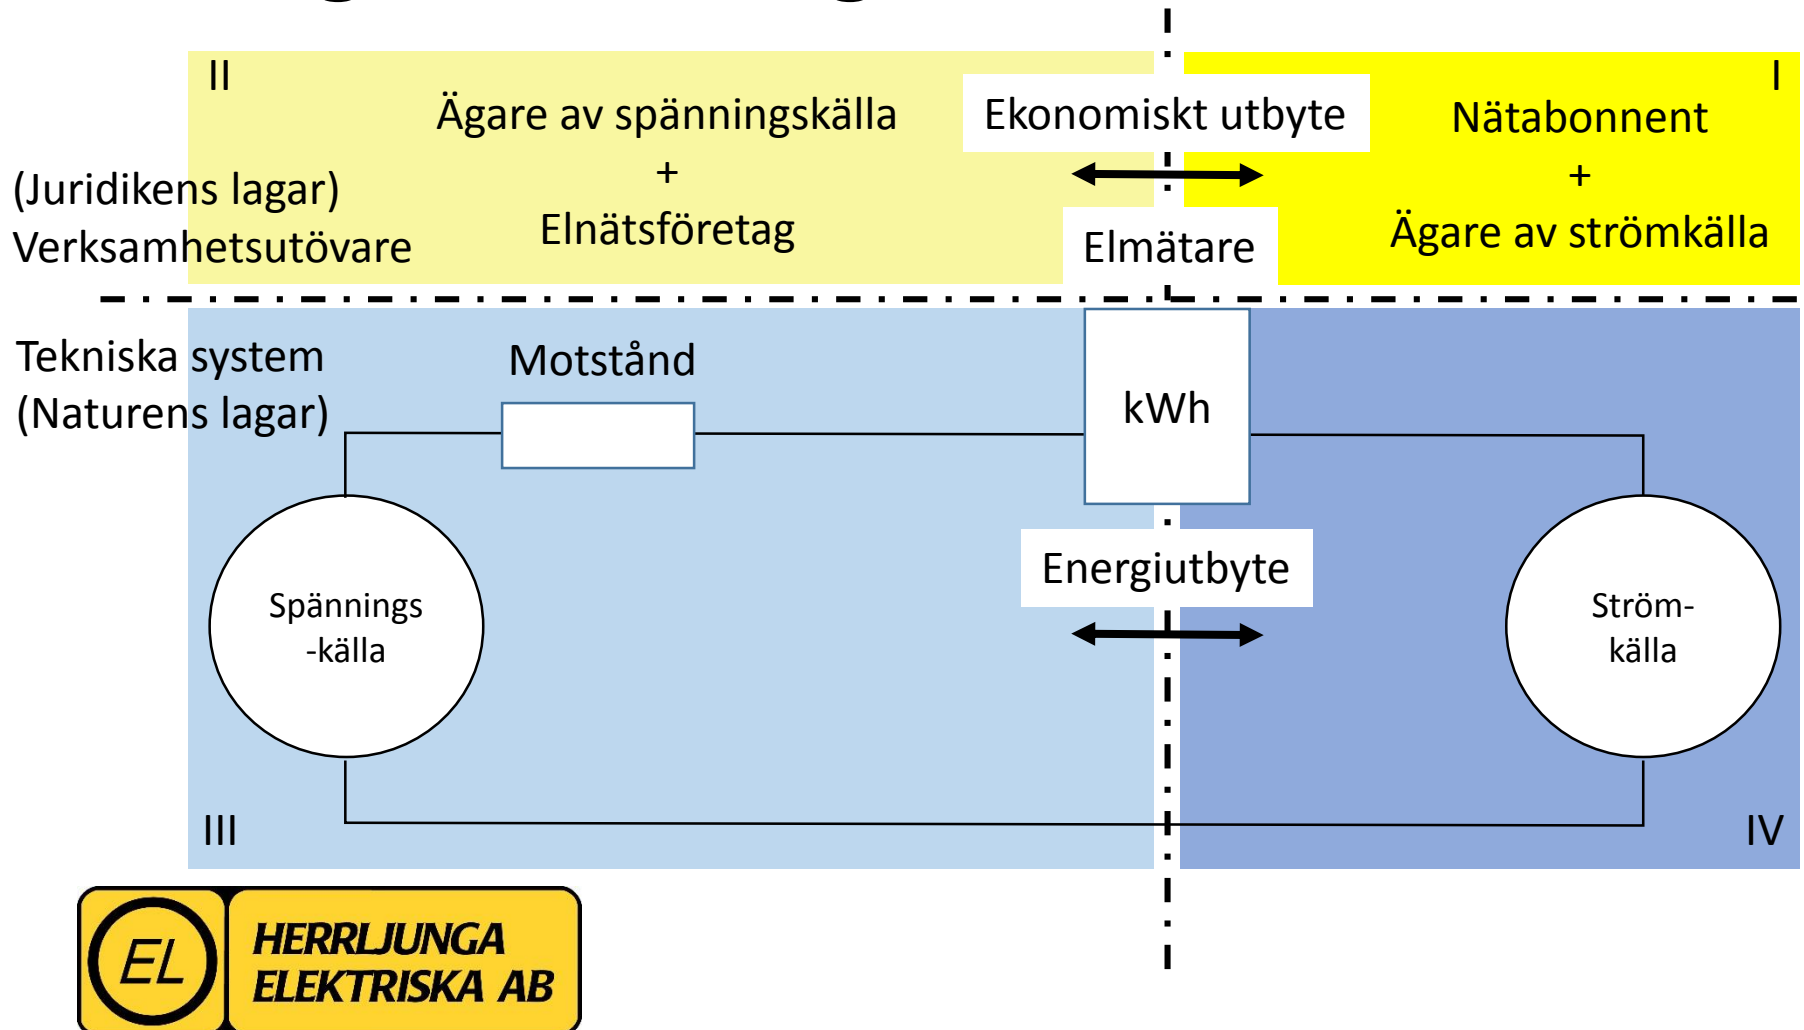 II
I
Ägare av spänningskälla
+
Elnätsföretag
Ekonomiskt utbyte
Nätabonnent
+
Ägare av strömkälla
(Juridikens lagar)
Verksamhetsutövare
Elmätare
Tekniska system
(Naturens lagar)
Motstånd
kWh
Energiutbyte
Spännings
-källa
Ström-
källa
III
IV
EL
HERRLJUNGA
ELEKTRISKA AB